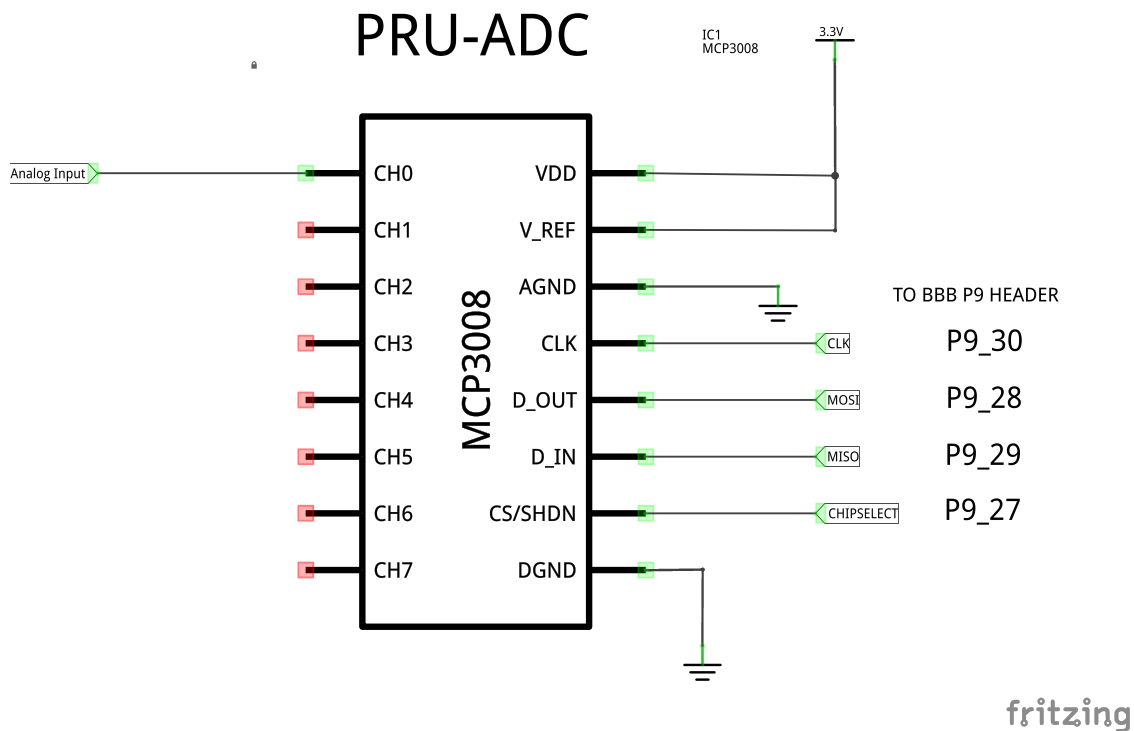 PRU-ADC
IC1
MCP3008
3.3V
Analog Input
CH0
VDD
CH1
V_REF
CH2
AGND
TO BBB P9 HEADER
CH3
CLK
CLK
P9_30
CH4
D_OUT
MOSI
P9_28
CH5
D_IN
MISO
P9_29
CH6
CS/SHDN
CHIPSELECT
P9_27
CH7
DGND
MCP3008
fritzing